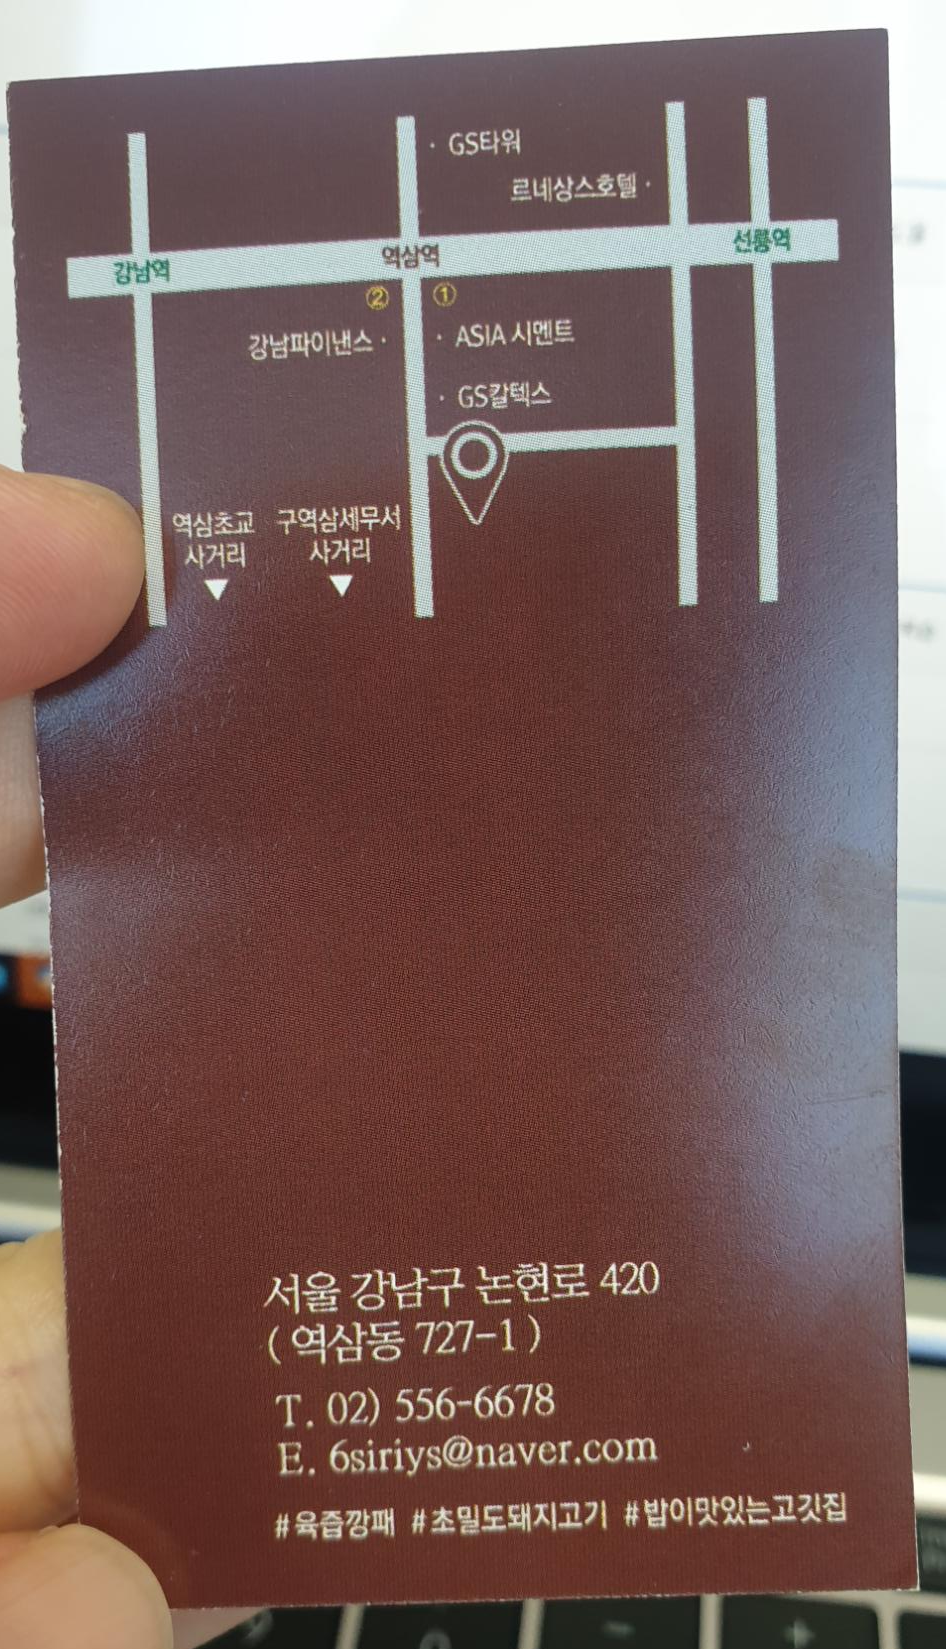 · GS타워
르네상스호텔 ·
강남역
역삼역
선릉역
② ①
강남파이낸스 ·
· ASIA 시멘트
· GS칼텍스
역삼초교
사거리
▼
구역삼세무서
사거리
▼
서울 강남구 논현로 420
( 역삼동 727-1 )
T. 02) 556-6678
E. 6siriys@naver.com
#육즙깡패 #초밀도돼지고기 #밥이맛있는고깃집